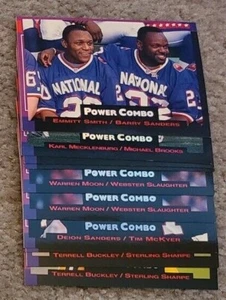 NATIONAL NATIONAL
POWER COMBO
EMMITT SMITH / BARRY SANDERS
POWER COMBO
KARL MECKLENBURG / MICHAEL BROOKS
POWER COMBO
WARREN MOON / WEBSTER SLAUGHTER
POWER COMBO
WARREN MOON / WEBSTER SLAUGHTER
POWER COMBO
DEION SANDERS / TIM MCKYER
TERRELL BUCKLEY / STERLING SHARPE
TERRELL BUCKLEY / STERLING SHARPE